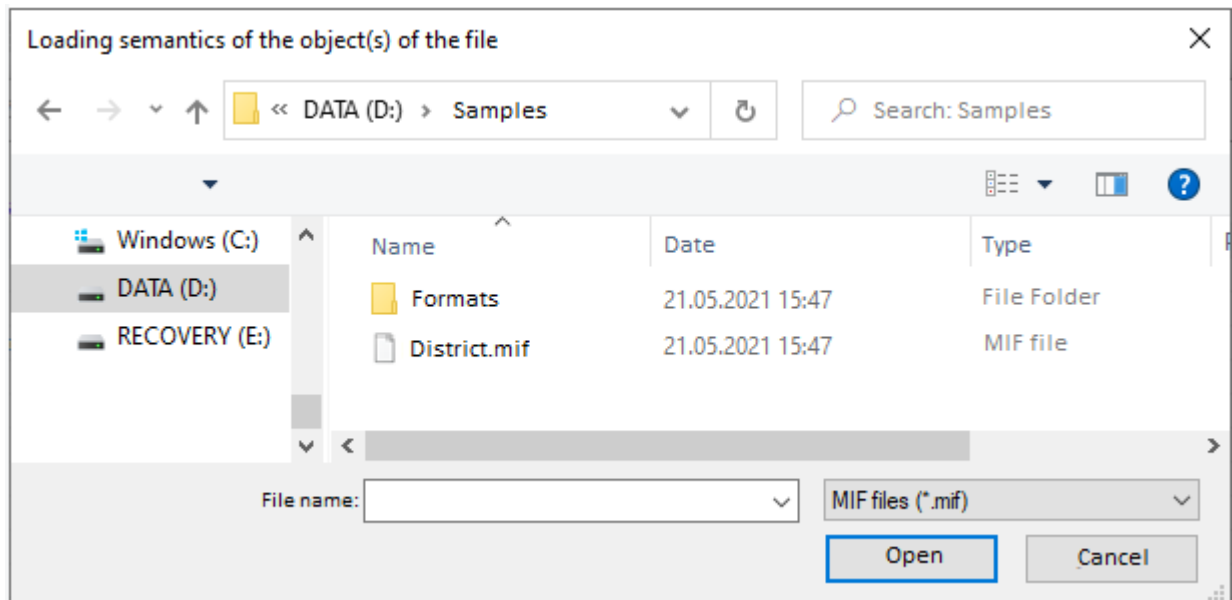 Loading semantics of the object(s) of the file
« DATA (D:) › Samples
Search: Samples
Windows (C:)
DATA (D:)
RECOVERY (E:)
Name Date Type
Formats 21.05.2021 15:47 File Folder
District.mif 21.05.2021 15:47 MIF file
File name: MIF files (*.mif)
Open Cancel